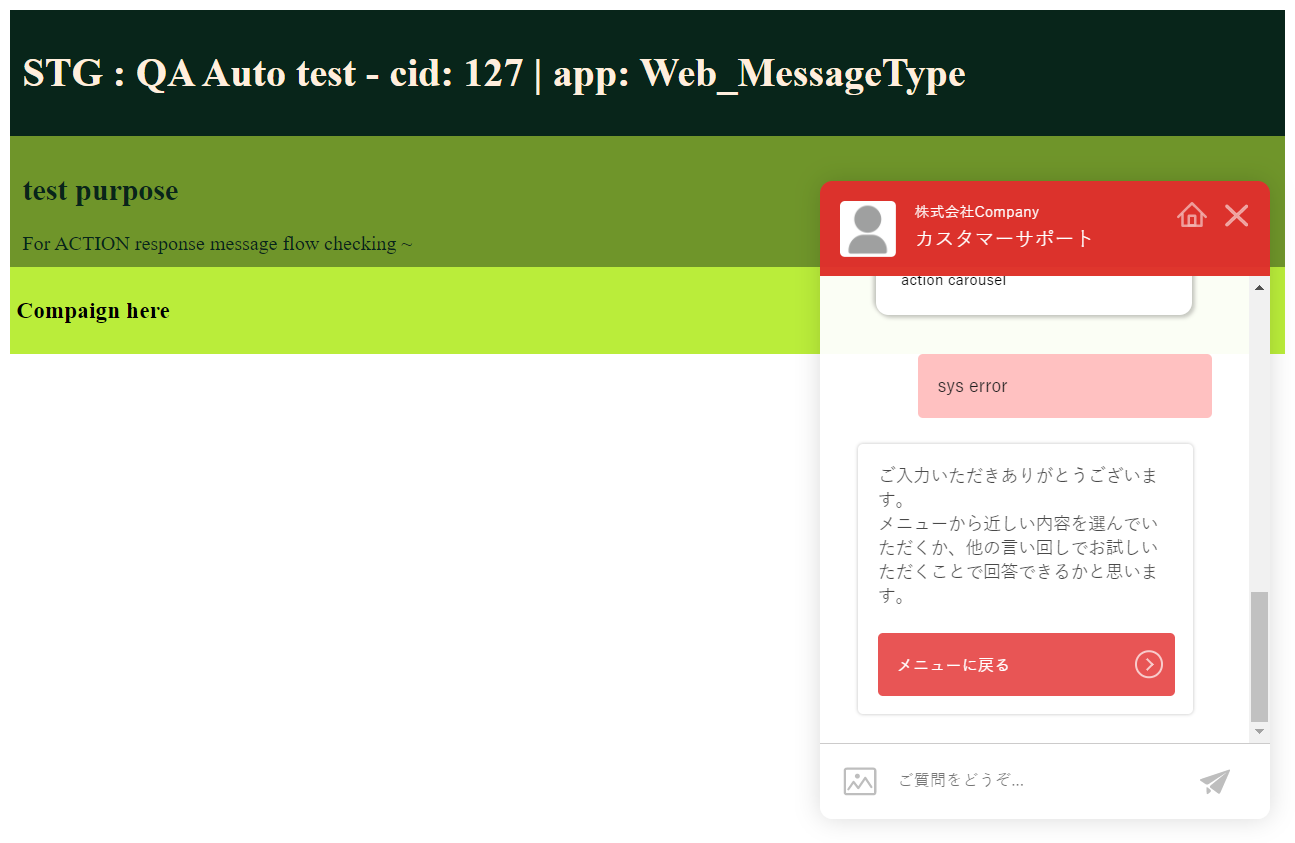 STG : QA Auto test - cid: 127 | app: Web_MessageType
test purpose
For ACTION response message flow checking ~
Compaign here
株式会社Company
カスタマーサポート
action carousel
sys error
ご入力いただきありがとうございま
す。
メニューから近しい内容を選んでい
ただくか、他の言い回しでお試しい
ただくことで回答できるかと思いま
す。
メニューに戻る
ご質問をどうぞ...